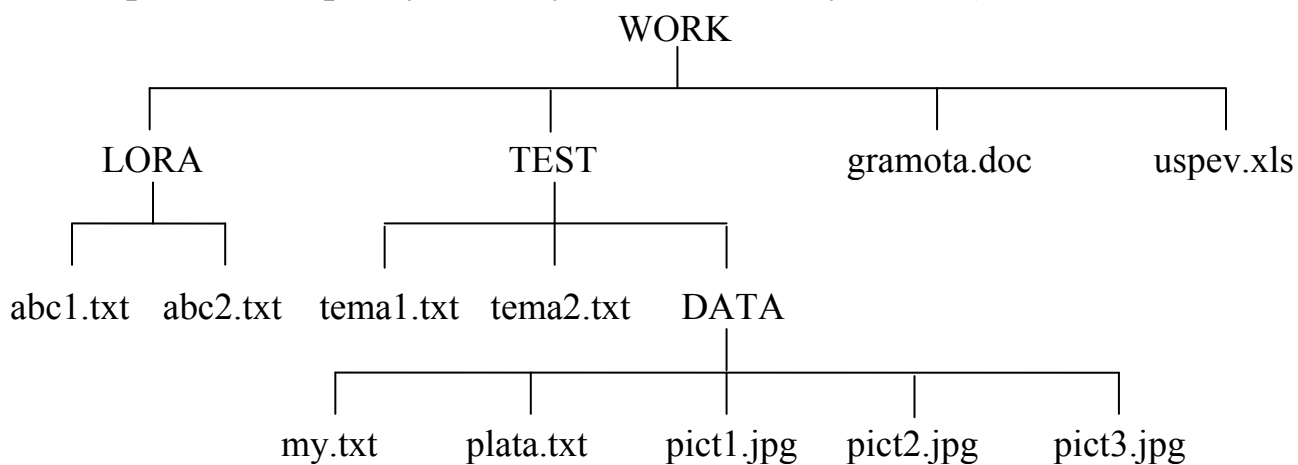 WORK
LORA TEST gramota.doc uspev.xls
abc1.txt abc2.txt tema1.txt tema2.txt DATA
my.txt plata.txt pict1.jpg pict2.jpg pict3.jpg